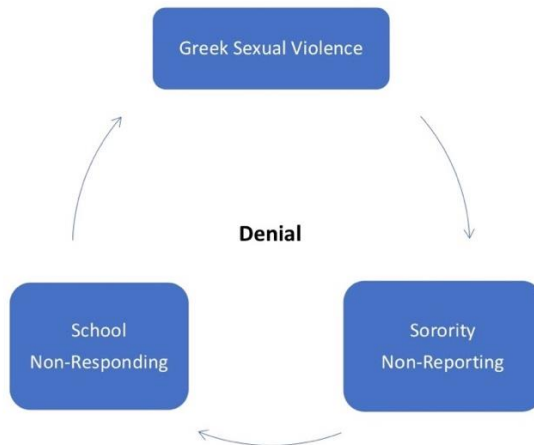 Greek Sexual Violence
Denial
School
Non-Responding
Sorority
Non-Reporting